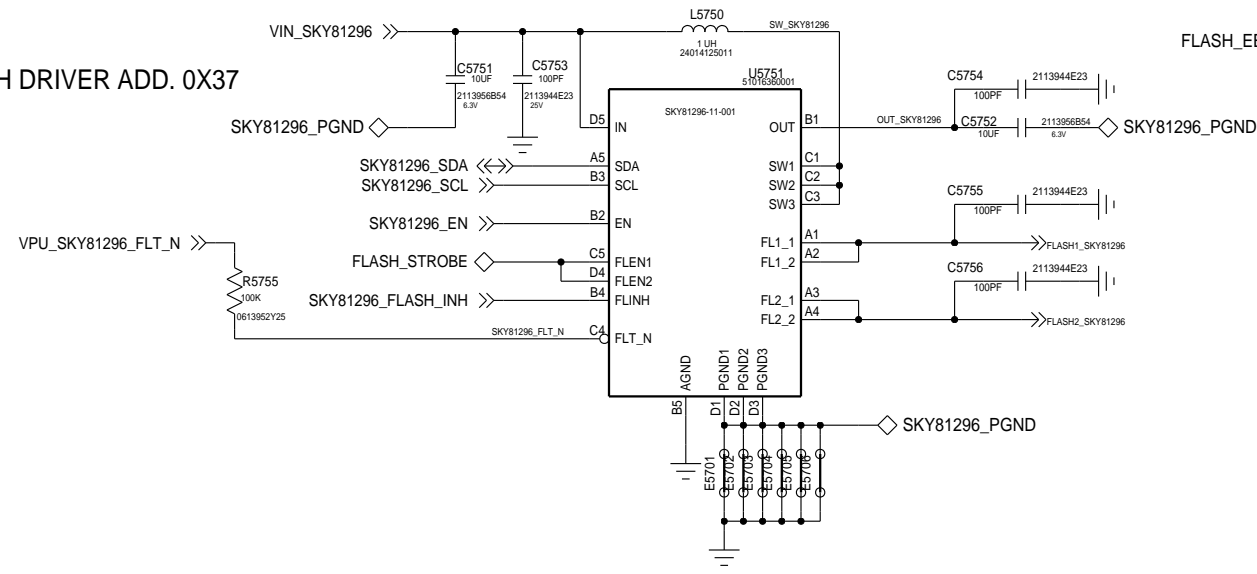 L5750
VIN_SKY81296
SW_SKY81296
1 UH
24014125011
FLASH_EE
H DRIVER ADD. 0X37
C5751
10UF
2113956B54
6.3V
C5753
100PF
2113944E23
25V
U5751
51016360001
SKY81296-11-001
C5754
100PF
2113944E23
SKY81296_PGND
D5
IN
OUT
B1
OUT_SKY81296
C5752
10UF
2113956B54
6.3V
SKY81296_PGND
SKY81296_SDA
A5
SDA
SW1
C1
SKY81296_SCL
B3
SCL
SW2
C2
SW3
C3
C5755
100PF
2113944E23
SKY81296_EN
B2
EN
VPU_SKY81296_FLT_N
FL1_1
A1
FLASH1_SKY81296
FLASH_STROBE
C5
FLEN1
FL1_2
A2
D4
FLEN2
C5756
100PF
2113944E23
R5755
100K
0613952Y25
SKY81296_FLASH_INH
B4
FLINH
FL2_1
A3
FL2_2
A4
FLASH2_SKY81296
SKY81296_FLT_N
C4
FLT_N
AGND
PGND1
PGND2
PGND3
B5
D1
D2
D3
SKY81296_PGND
E5701
E5702
E5703
E5704
E5705
E5706